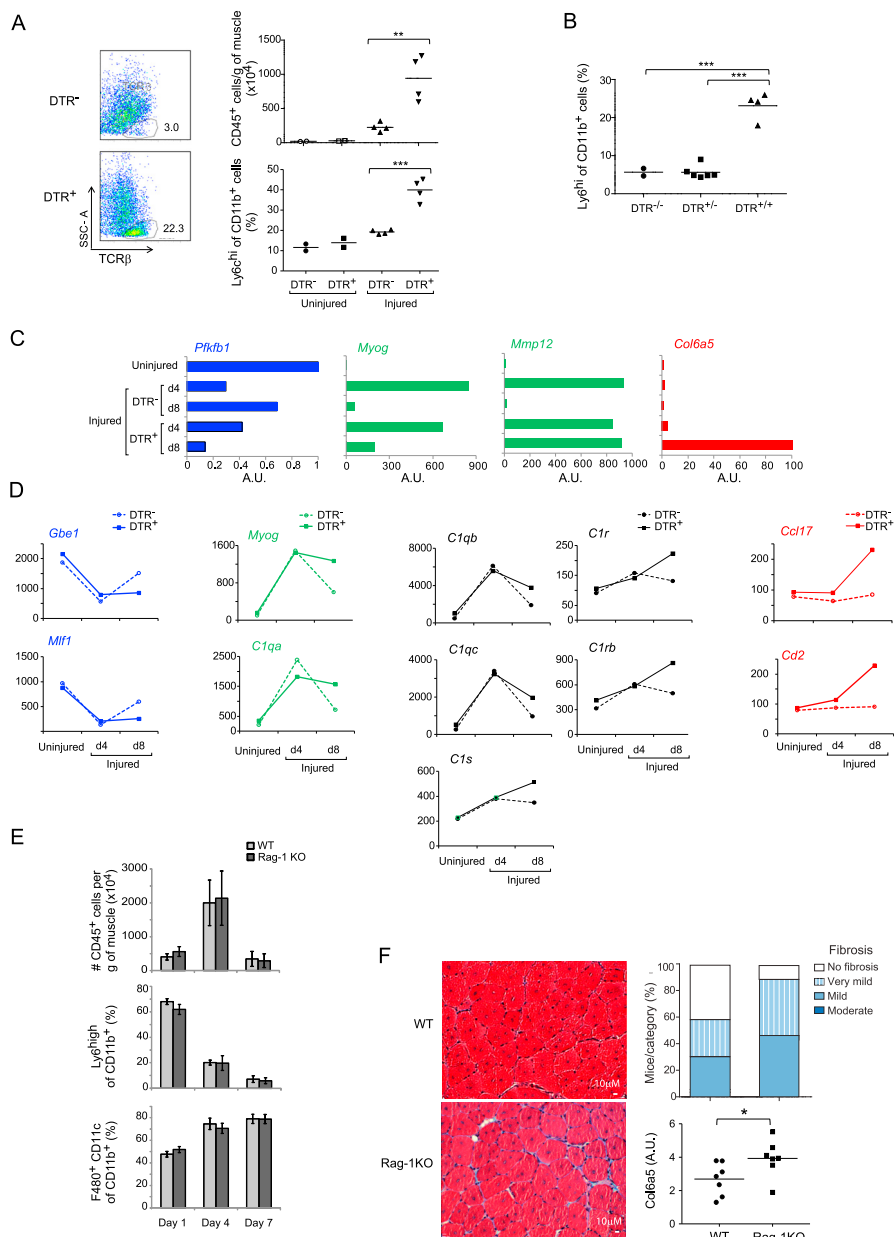 A
DTR-
3.0
DTR+
22.3
SSC-A
TCRβ
CD45+ cells/g of muscle
(x10⁴)
1500
1000
500
0
**
Ly6chi of CD11b+ cells
(%)
50
40
30
20
10
0
***
DTR- DTR+ DTR- DTR+
Uninjured Injured
B
Ly6hi of CD11b+ cells (%)
30
20
10
0
***
***
DTR-/- DTR+/- DTR+/+
C
Pfkfb1 Myog Mmp12 Col6a5
Uninjured
Injured
DTR-
d4
d8
DTR+
d4
d8
0 0.2 0.4 0.6 0.8 1
A.U.
0 300 600 900
A.U.
0 200 400 600 800 1000
A.U.
0 20 40 60 80 100
A.U.
D
DTR-
DTR+
Gbe1
2000
1000
0
Mlf1
1500
1000
500
0
Uninjured d4 d8
Injured
DTR-
DTR+
Myog
1600
800
0
C1qa
2500
1500
500
0
Uninjured d4 d8
Injured
C1qb
8000
4000
0
C1qc
4000
2000
0
C1s
600
400
200
0
Uninjured d4 d8
Injured
DTR-
DTR+
C1r
250
200
150
100
50
0
C1rb
900
600
300
0
Uninjured d4 d8
Injured
DTR-
DTR+
Ccl17
200
100
0
Cd2
200
100
0
Uninjured d4 d8
Injured
E
WT
Rag-1 KO
# CD45+ cells per
g of muscle (x10⁴)
3000
2000
1000
0
Ly6high
of CD11b+ (%)
80
60
40
20
0
F480+ CD11c
of CD11b+ (%)
80
60
40
20
0
Day 1 Day 4 Day 7
F
WT
10µM
Rag-1KO
10µM
Fibrosis
No fibrosis
Very mild
Mild
Moderate
Mice/category (%)
100
80
60
40
20
0
Col6a5 (A.U.)
6
4
2
0
*
WT Rag-1KO